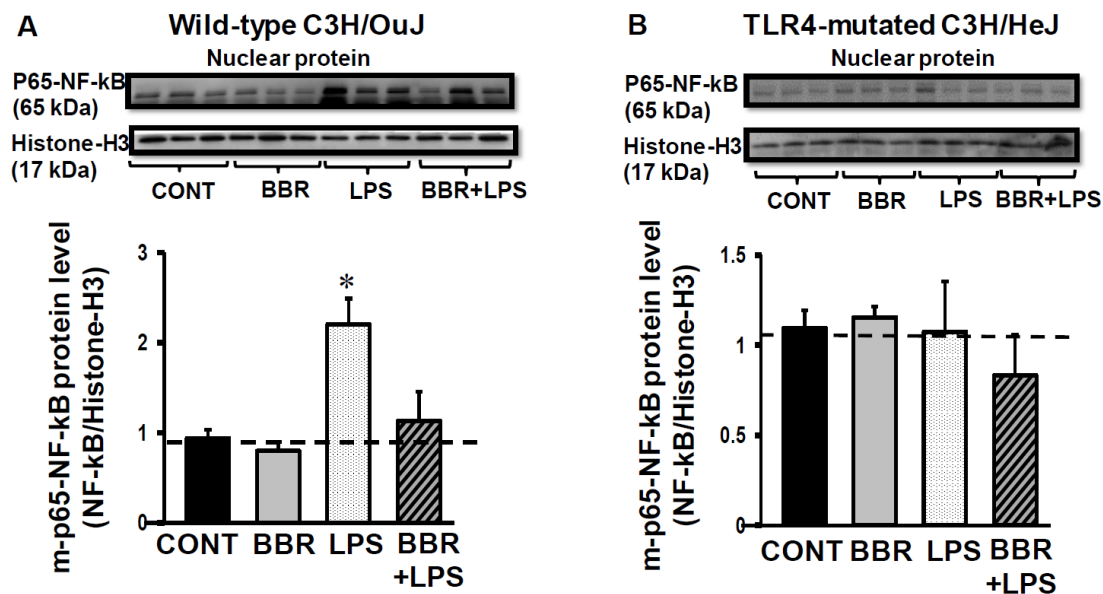 A
Wild-type C3H/OuJ
Nuclear protein
P65-NF-kB
(65 kDa)
Histone-H3
(17 kDa)
CONT
BBR
LPS
BBR+LPS
m-p65-NF-kB protein level
(NF-kB/Histone-H3)
3
2
1
0
*
CONT
BBR
LPS
BBR
+LPS
B
TLR4-mutated C3H/HeJ
Nuclear protein
P65-NF-kB
(65 kDa)
Histone-H3
(17 kDa)
CONT
BBR
LPS
BBR+LPS
m-p65-NF-kB protein level
(NF-kB/Histone-H3)
1.5
1
0.5
0
CONT
BBR
LPS
BBR
+LPS